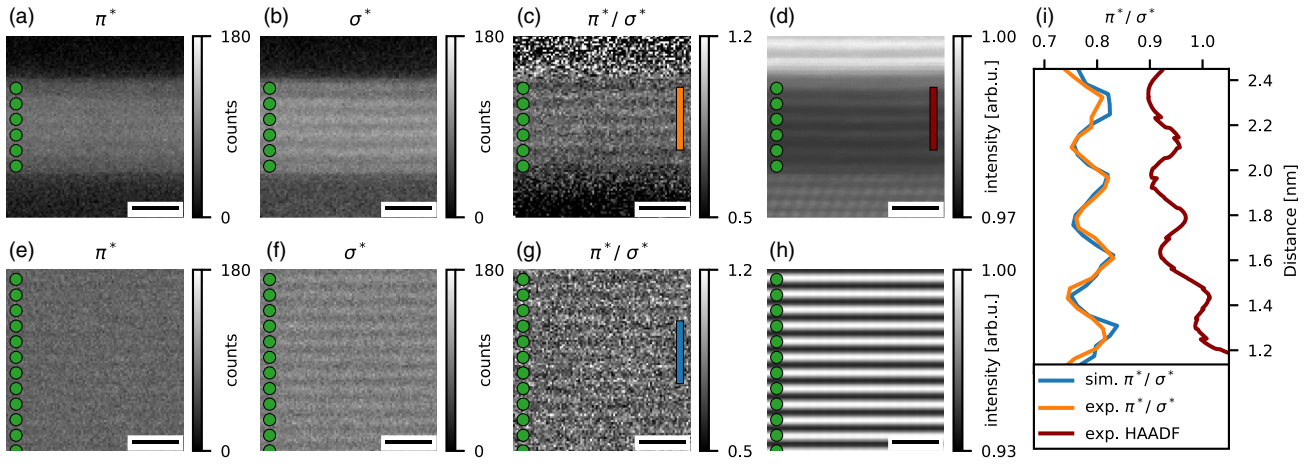 (a) π* (b) σ* (c) π*/ σ* (d) (i) π*/ σ*
180 180 1.2 1.00 0.7 0.8 0.9 1.0
counts counts intensity [arb.u.]
0 0 0.5 0.97
2.4
2.2
2.0
1.8
1.6
1.4
1.2
Distance [nm]
(e) π* (f) σ* (g) π*/ σ* (h)
180 180 1.2 1.00
counts counts intensity [arb.u.]
0 0 0.5 0.93
sim. π*/ σ*
exp. π*/ σ*
exp. HAADF